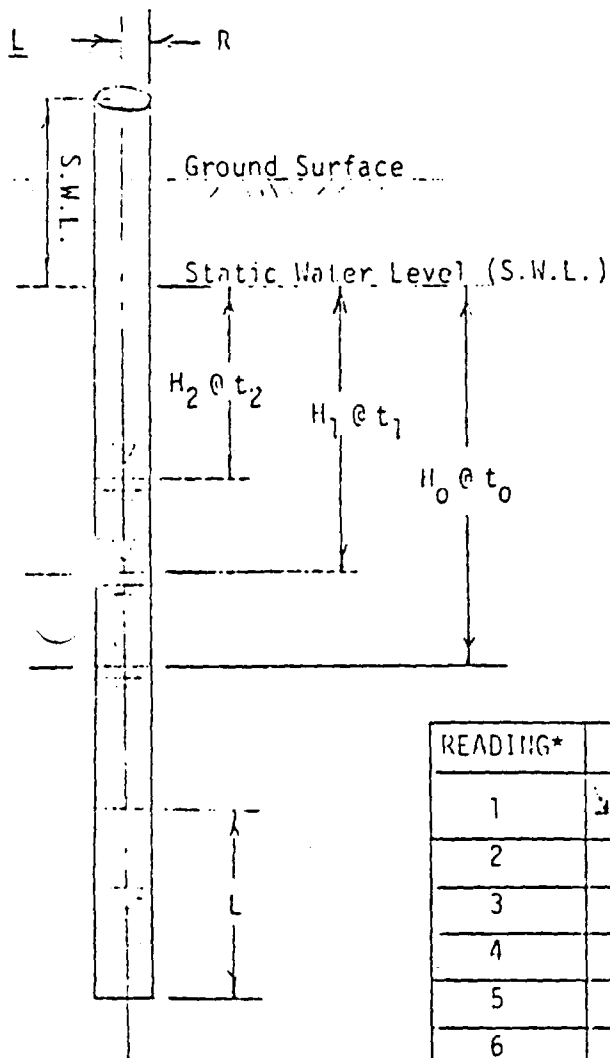 L R
S.W.L.
Ground Surface
Static Water Level (S.W.L.)
H2 @ t2
H1 @ t1
H0 @ t0
L
READING*
1
2
3
4
5
6